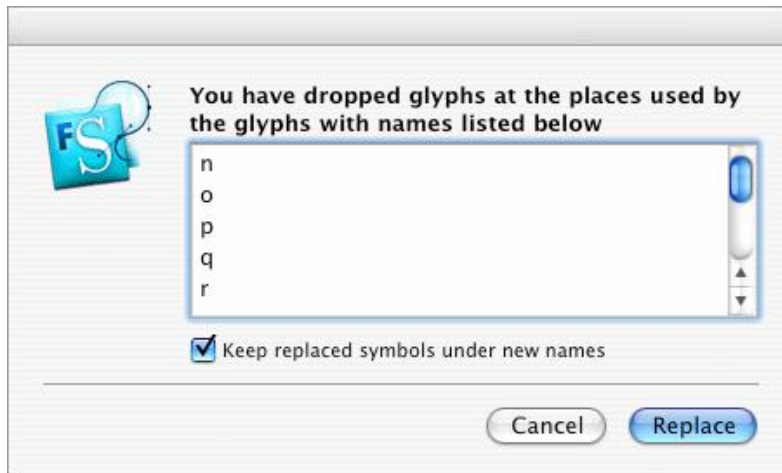 FS
You have dropped glyphs at the places used by
the glyphs with names listed below
n
o
p
q
r
Keep replaced symbols under new names
Cancel Replace